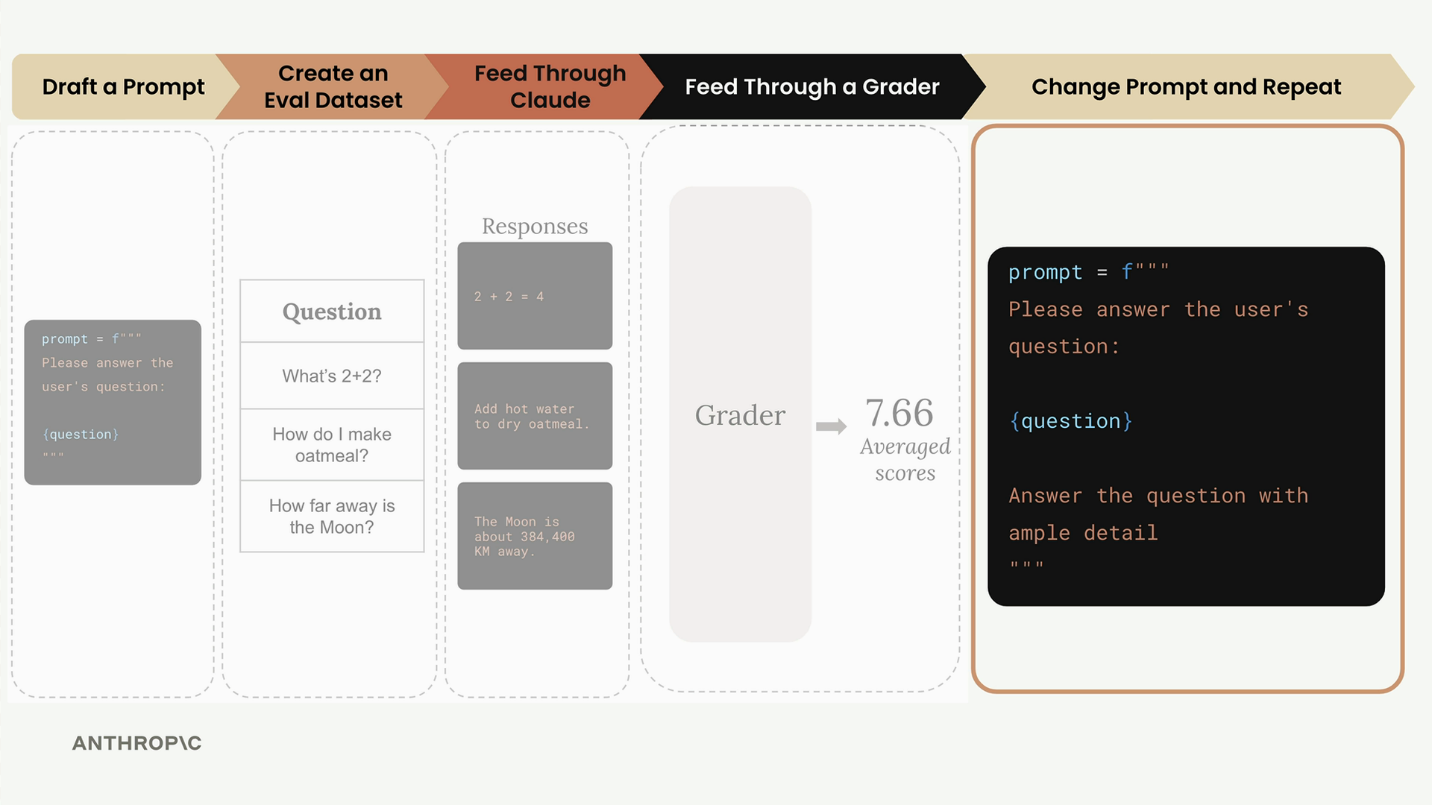 Draft a Prompt
Create an
Eval Dataset
Feed Through
Claude
Feed Through a Grader
Change Prompt and Repeat
prompt = f"""
Please answer the
user's question:
{question}
"""
Question
What's 2+2?
How do I make
oatmeal?
How far away is
the Moon?
Responses
2 + 2 = 4
Add hot water
to dry oatmeal.
The Moon is
about 384,400
KM away.
Grader
7.66
Averaged
scores
prompt = f"""
Please answer the user's
question:
{question}
Answer the question with
ample detail
"""
ANTHROP\C